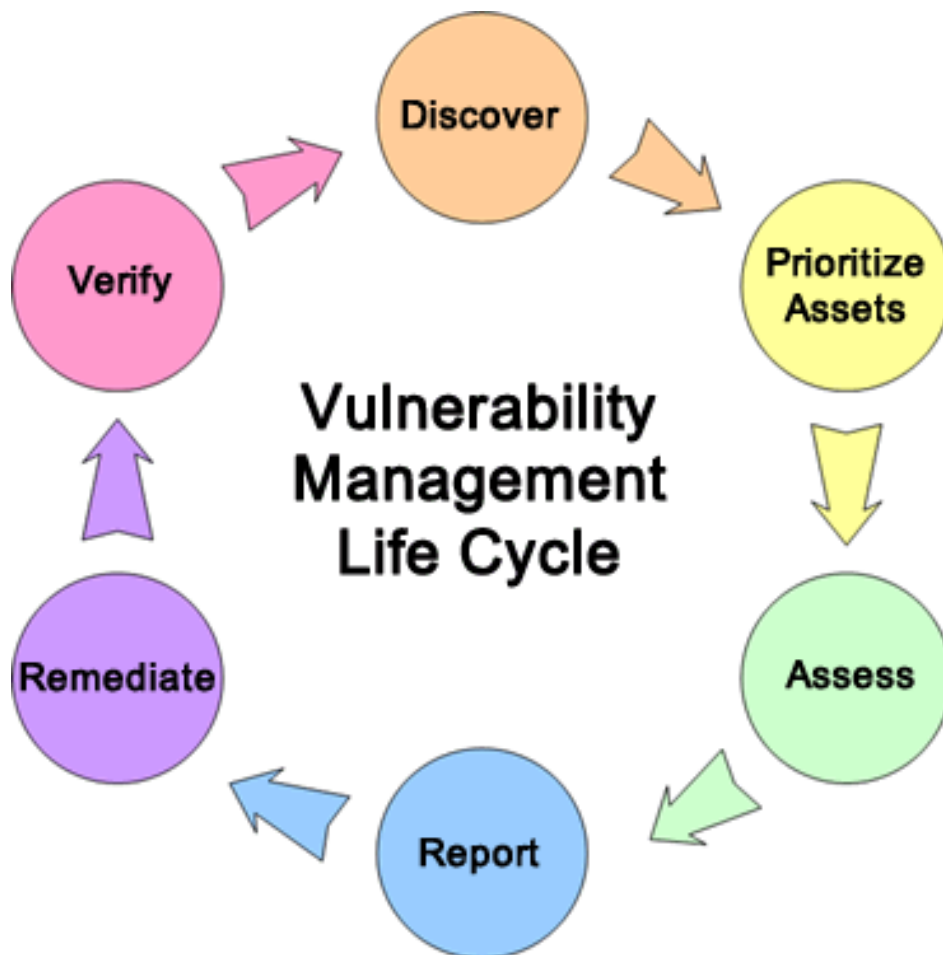 Discover
Prioritize
Assets
Assess
Report
Remediate
Verify
Vulnerability
Management
Life Cycle